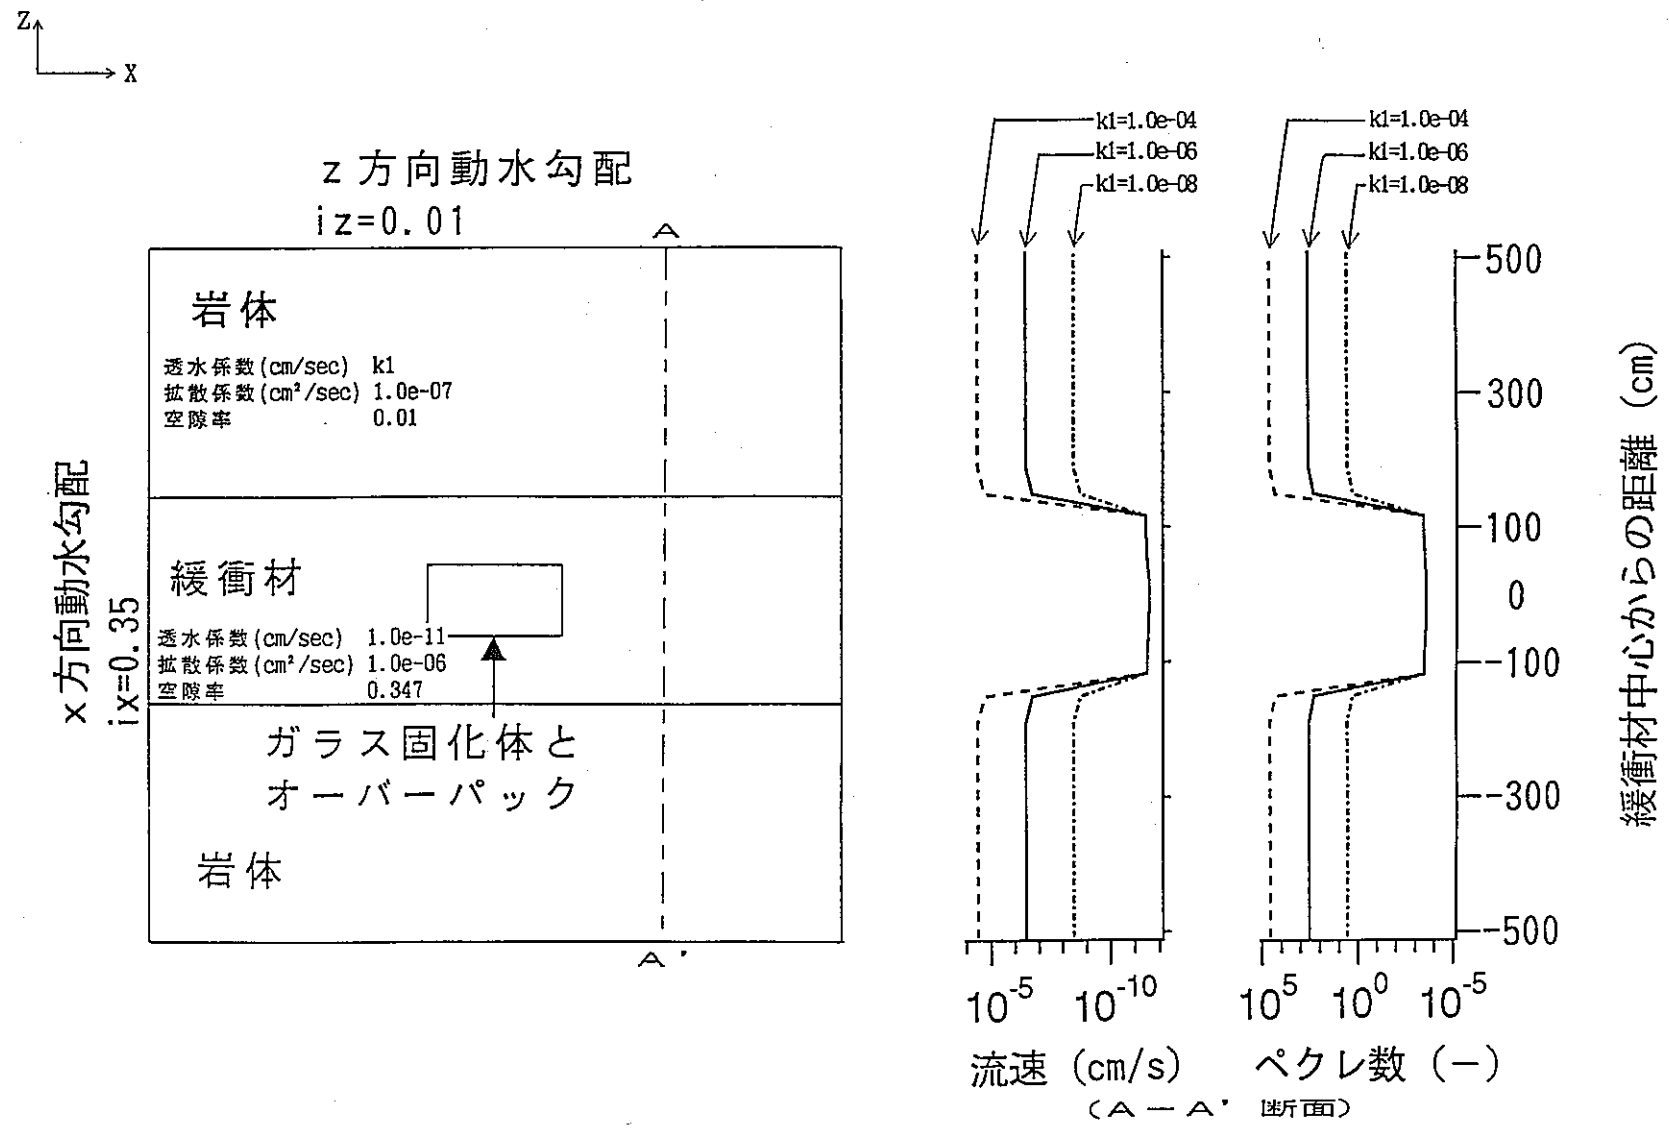 Z
X
z方向動水勾配
iz=0.01
A
岩体
透水係数(cm/sec) k1
拡散係数(cm²/sec) 1.0e-07
空隙率 0.01
x方向動水勾配
ix=0.35
緩衝材
透水係数(cm/sec) 1.0e-11
拡散係数(cm²/sec) 1.0e-06
空隙率 0.347
ガラス固化体と
オーバーパック
岩体
A'
k1=1.0e-04
k1=1.0e-06
k1=1.0e-08
10⁻⁵ 10⁻¹⁰
流速 (cm/s)
k1=1.0e-04
k1=1.0e-06
k1=1.0e-08
10⁵ 10⁰ 10⁻⁵
ペクレ数 (-)
(A-A' 断面)
500
300
100
0
-100
-300
-500
緩衝材中心からの距離 (cm)